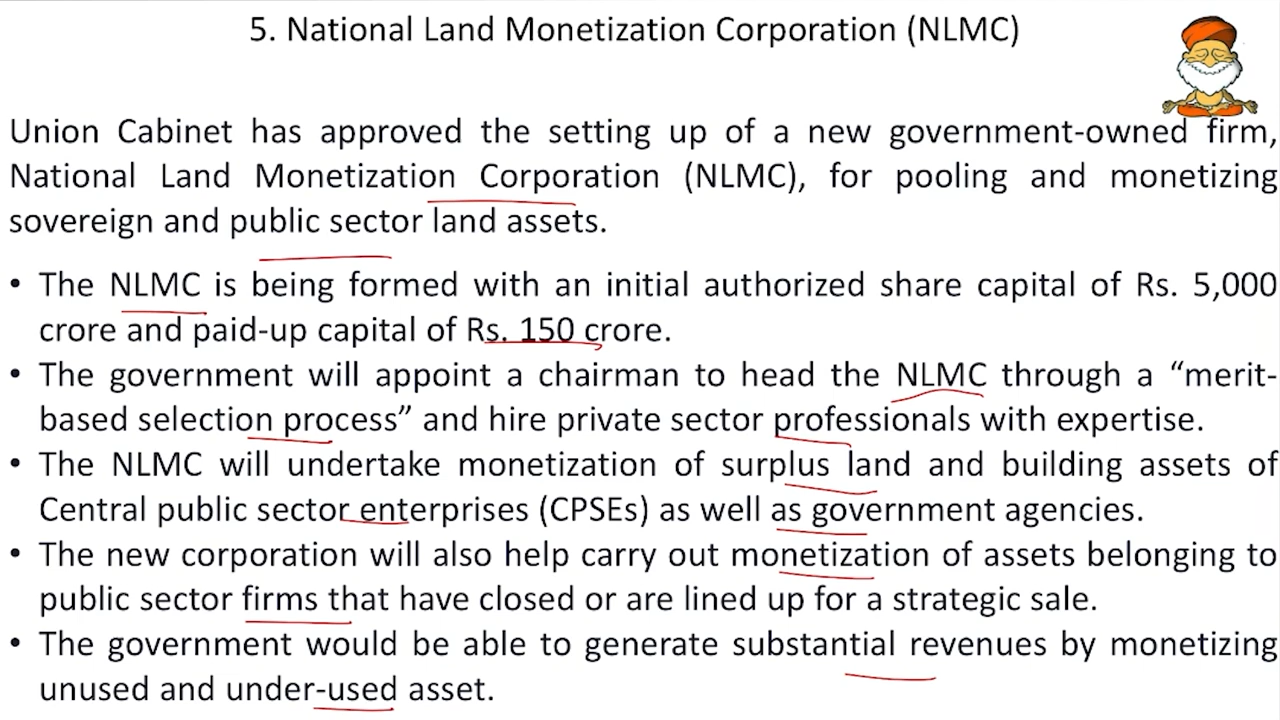 5. National Land Monetization Corporation (NLMC)
Union Cabinet has approved the setting up of a new government-owned firm,
National Land Monetization Corporation (NLMC), for pooling and monetizing
sovereign and public sector land assets.
• The NLMC is being formed with an initial authorized share capital of Rs. 5,000
crore and paid-up capital of Rs. 150 crore.
• The government will appoint a chairman to head the NLMC through a “merit-
based selection process” and hire private sector professionals with expertise.
• The NLMC will undertake monetization of surplus land and building assets of
Central public sector enterprises (CPSEs) as well as government agencies.
• The new corporation will also help carry out monetization of assets belonging to
public sector firms that have closed or are lined up for a strategic sale.
• The government would be able to generate substantial revenues by monetizing
unused and under-used asset.